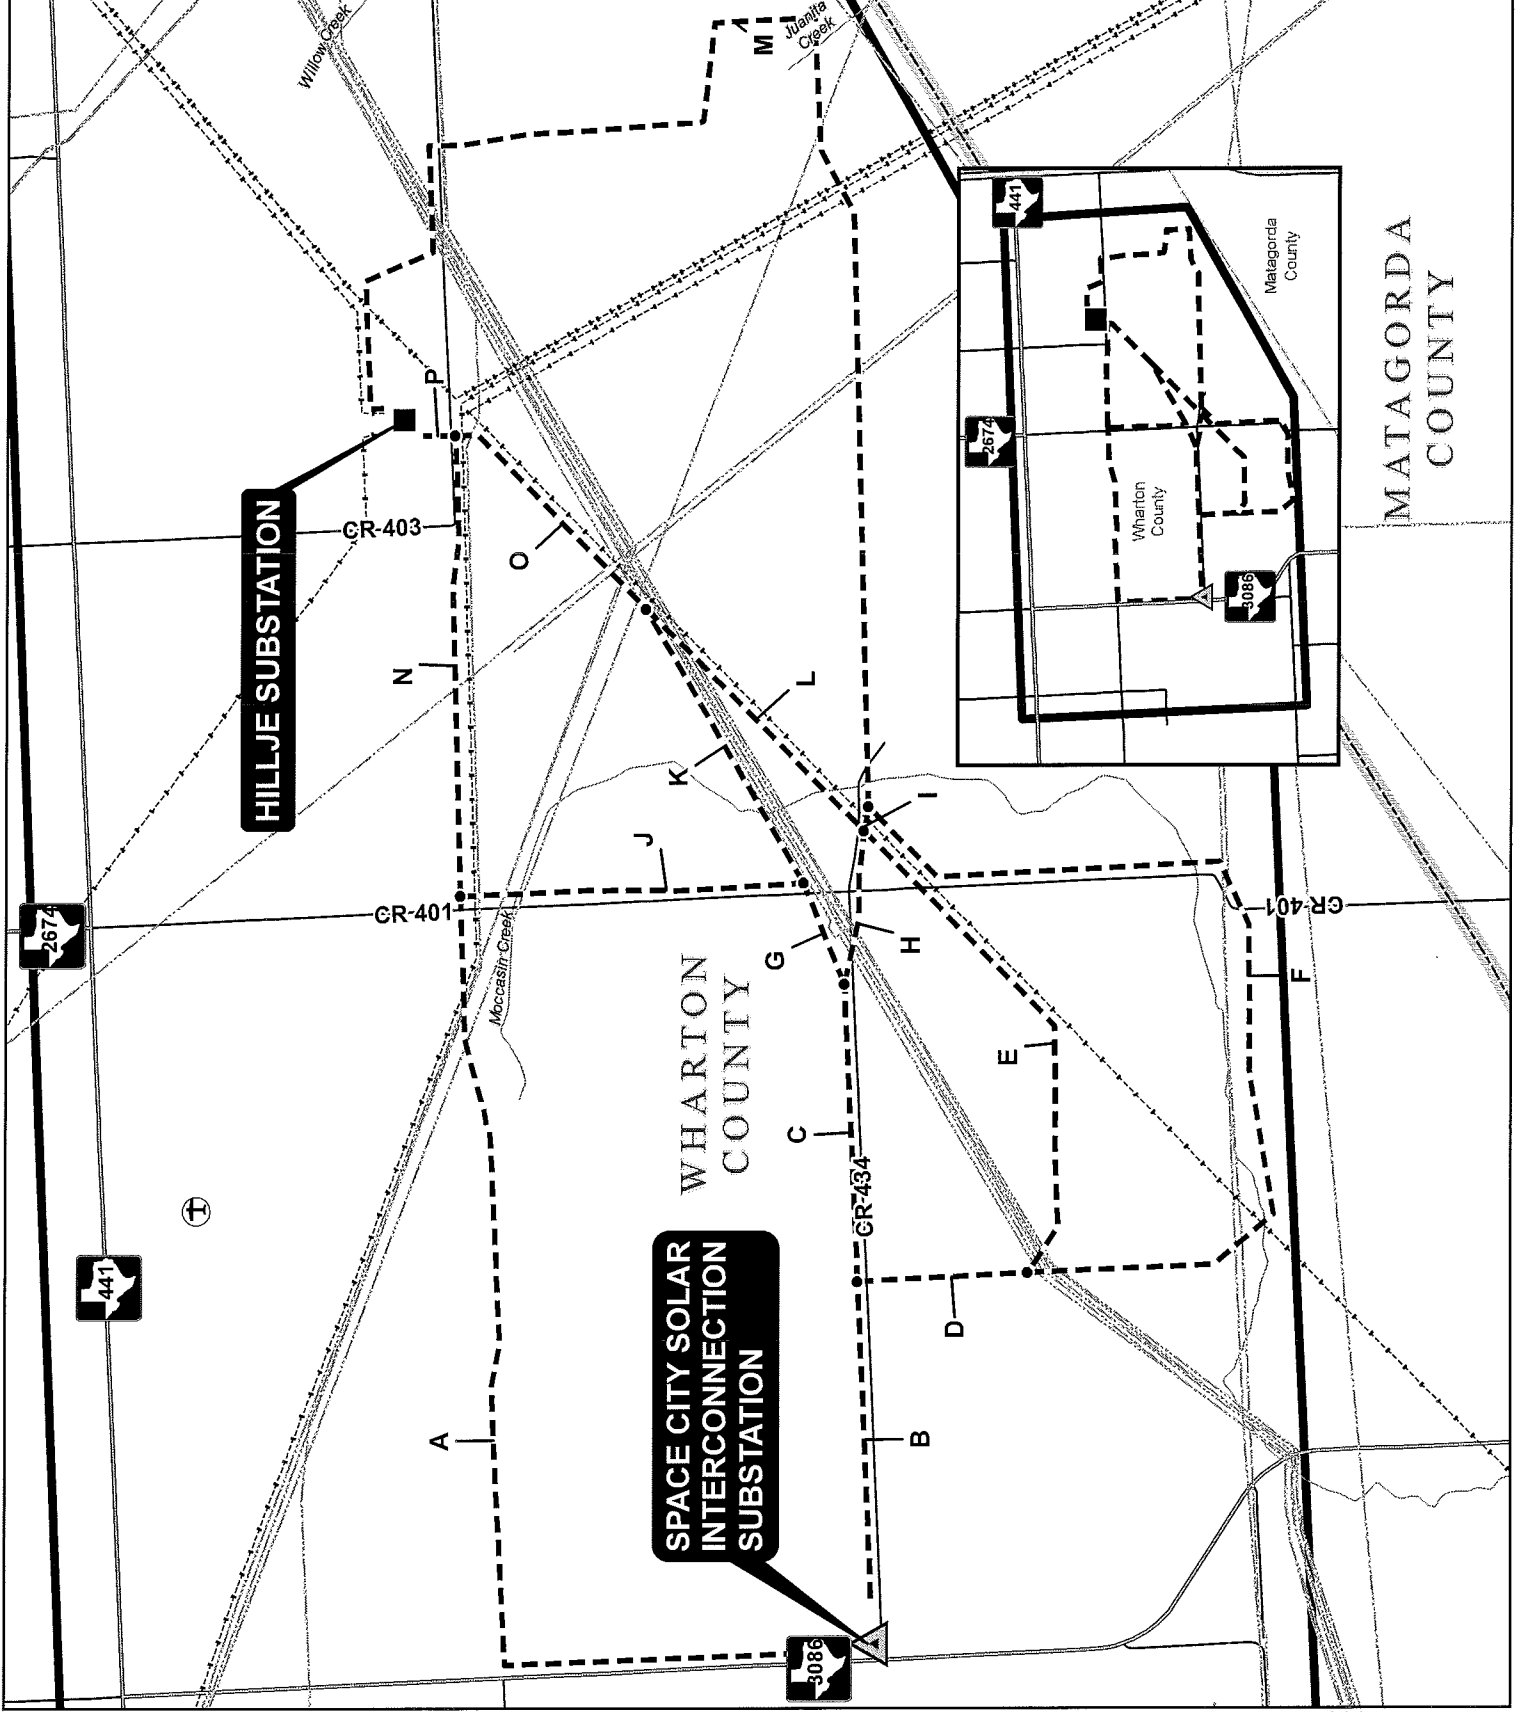 Willow Creek
Juanita
Creek
M
441
Matagorda
County
MATAGORDA
COUNTY
P
HILLJE SUBSTATION
CR-403
O
N
2674
Wharton
County
3086
L
K
I
J
2674
CR-401
Moccasin Creek
G
H
CR-401
F
WHARTON
COUNTY
E
C
CR-434
D
441
A
B
SPACE CITY SOLAR
INTERCONNECTION
SUBSTATION
3086